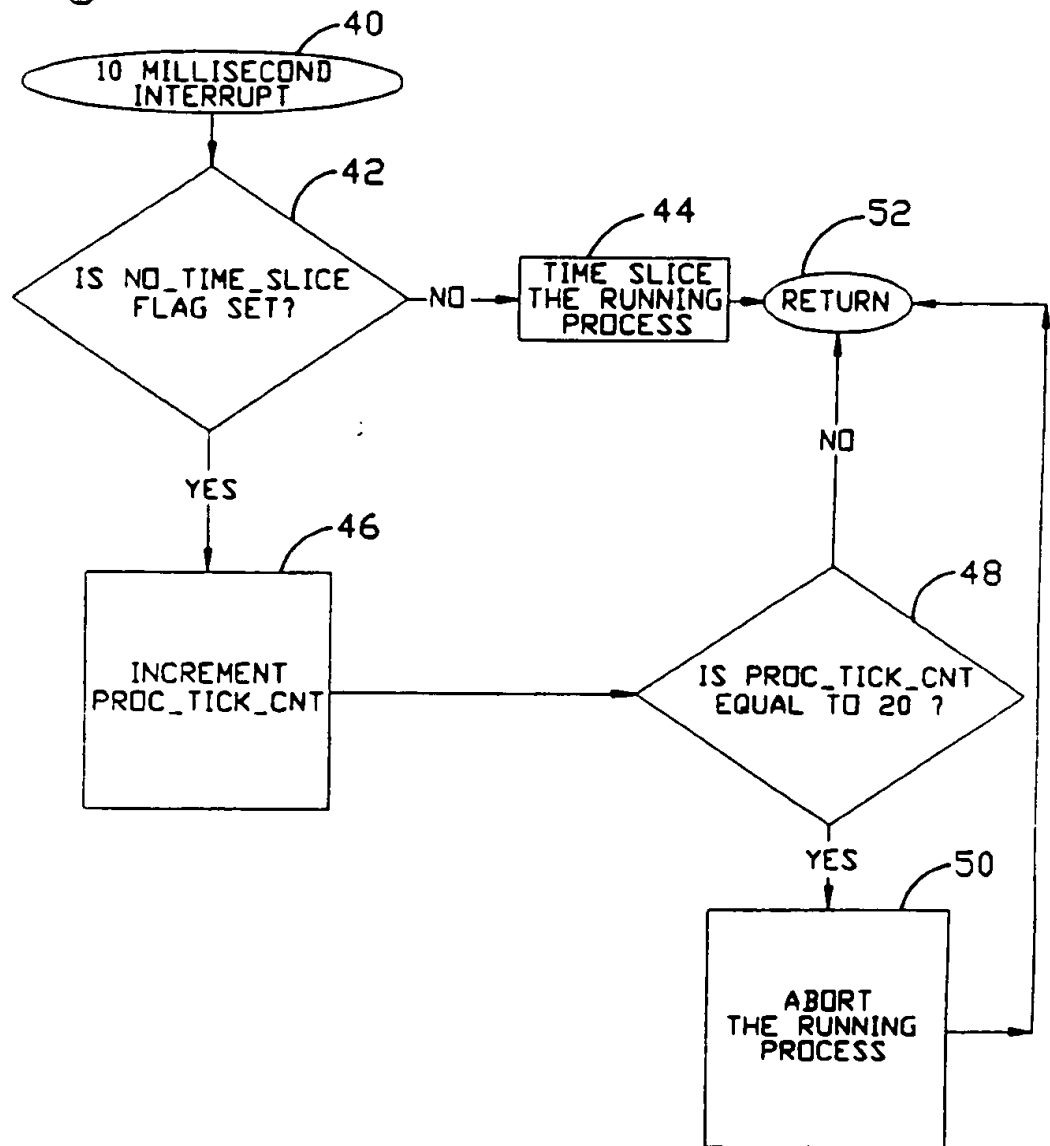 40
10 MILLISECOND
INTERRUPT
42
IS NO_TIME_SLICE
FLAG SET?
NO
44
TIME SLICE
THE RUNNING
PROCESS
52
RETURN
YES
NO
46
INCREMENT
PROC_TICK_CNT
48
IS PROC_TICK_CNT
EQUAL TO 20 ?
YES
50
ABORT
THE RUNNING
PROCESS